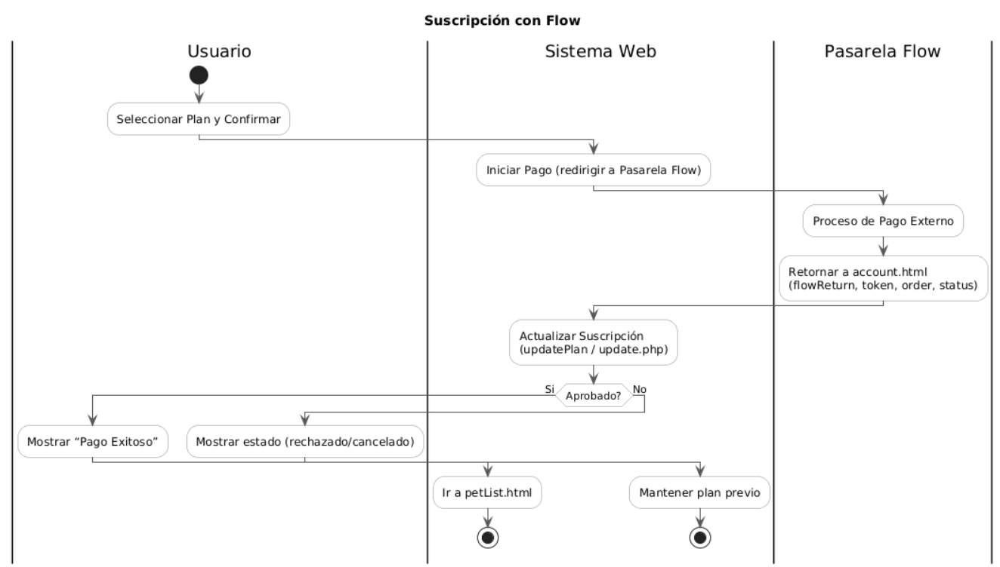 Suscripción con Flow
Usuario
Sistema Web
Pasarela Flow
Seleccionar Plan y Confirmar
Iniciar Pago (redirigir a Pasarela Flow)
Proceso de Pago Externo
Retornar a account.html
(flowReturn, token, order, status)
Actualizar Suscripción
(updatePlan / update.php)
Si
Aprobado?
No
Mostrar “Pago Exitoso”
Mostrar estado (rechazado/cancelado)
Ir a petList.html
Mantener plan previo